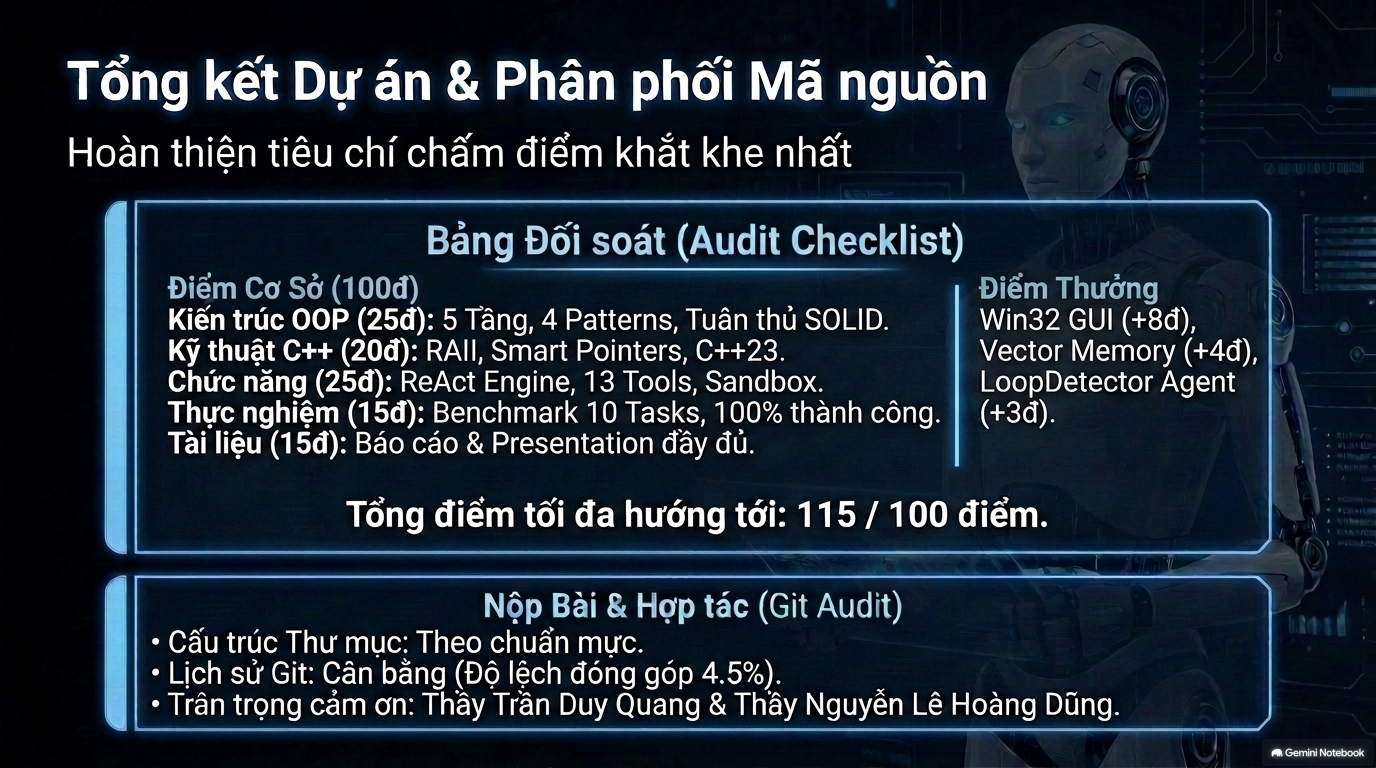 Tổng kết Dự án & Phân phối Mã nguồn
Hoàn thiện tiêu chí chấm điểm khắt khe nhất
Bảng Đối soát (Audit Checklist)
Điểm Cơ Sở (100đ)
Kiến trúc OOP (25đ): 5 Tầng, 4 Patterns, Tuân thủ SOLID.
Kỹ thuật C++ (20đ): RAII, Smart Pointers, C++23.
Chức năng (25đ): ReAct Engine, 13 Tools, Sandbox.
Thực nghiệm (15đ): Benchmark 10 Tasks, 100% thành công.
Tài liệu (15đ): Báo cáo & Presentation đầy đủ.
Điểm Thưởng
Win32 GUI (+8đ),
Vector Memory (+4đ),
LoopDetector Agent
(+3đ).
Tổng điểm tối đa hướng tới: 115 / 100 điểm.
Nộp Bài & Hợp tác (Git Audit)
• Cấu trúc Thư mục: Theo chuẩn mực.
• Lịch sử Git: Cân bằng (Độ lệch đóng góp 4.5%).
• Trân trọng cảm ơn: Thầy Trần Duy Quang & Thầy Nguyễn Lê Hoàng Dũng.
Gemini Notebook